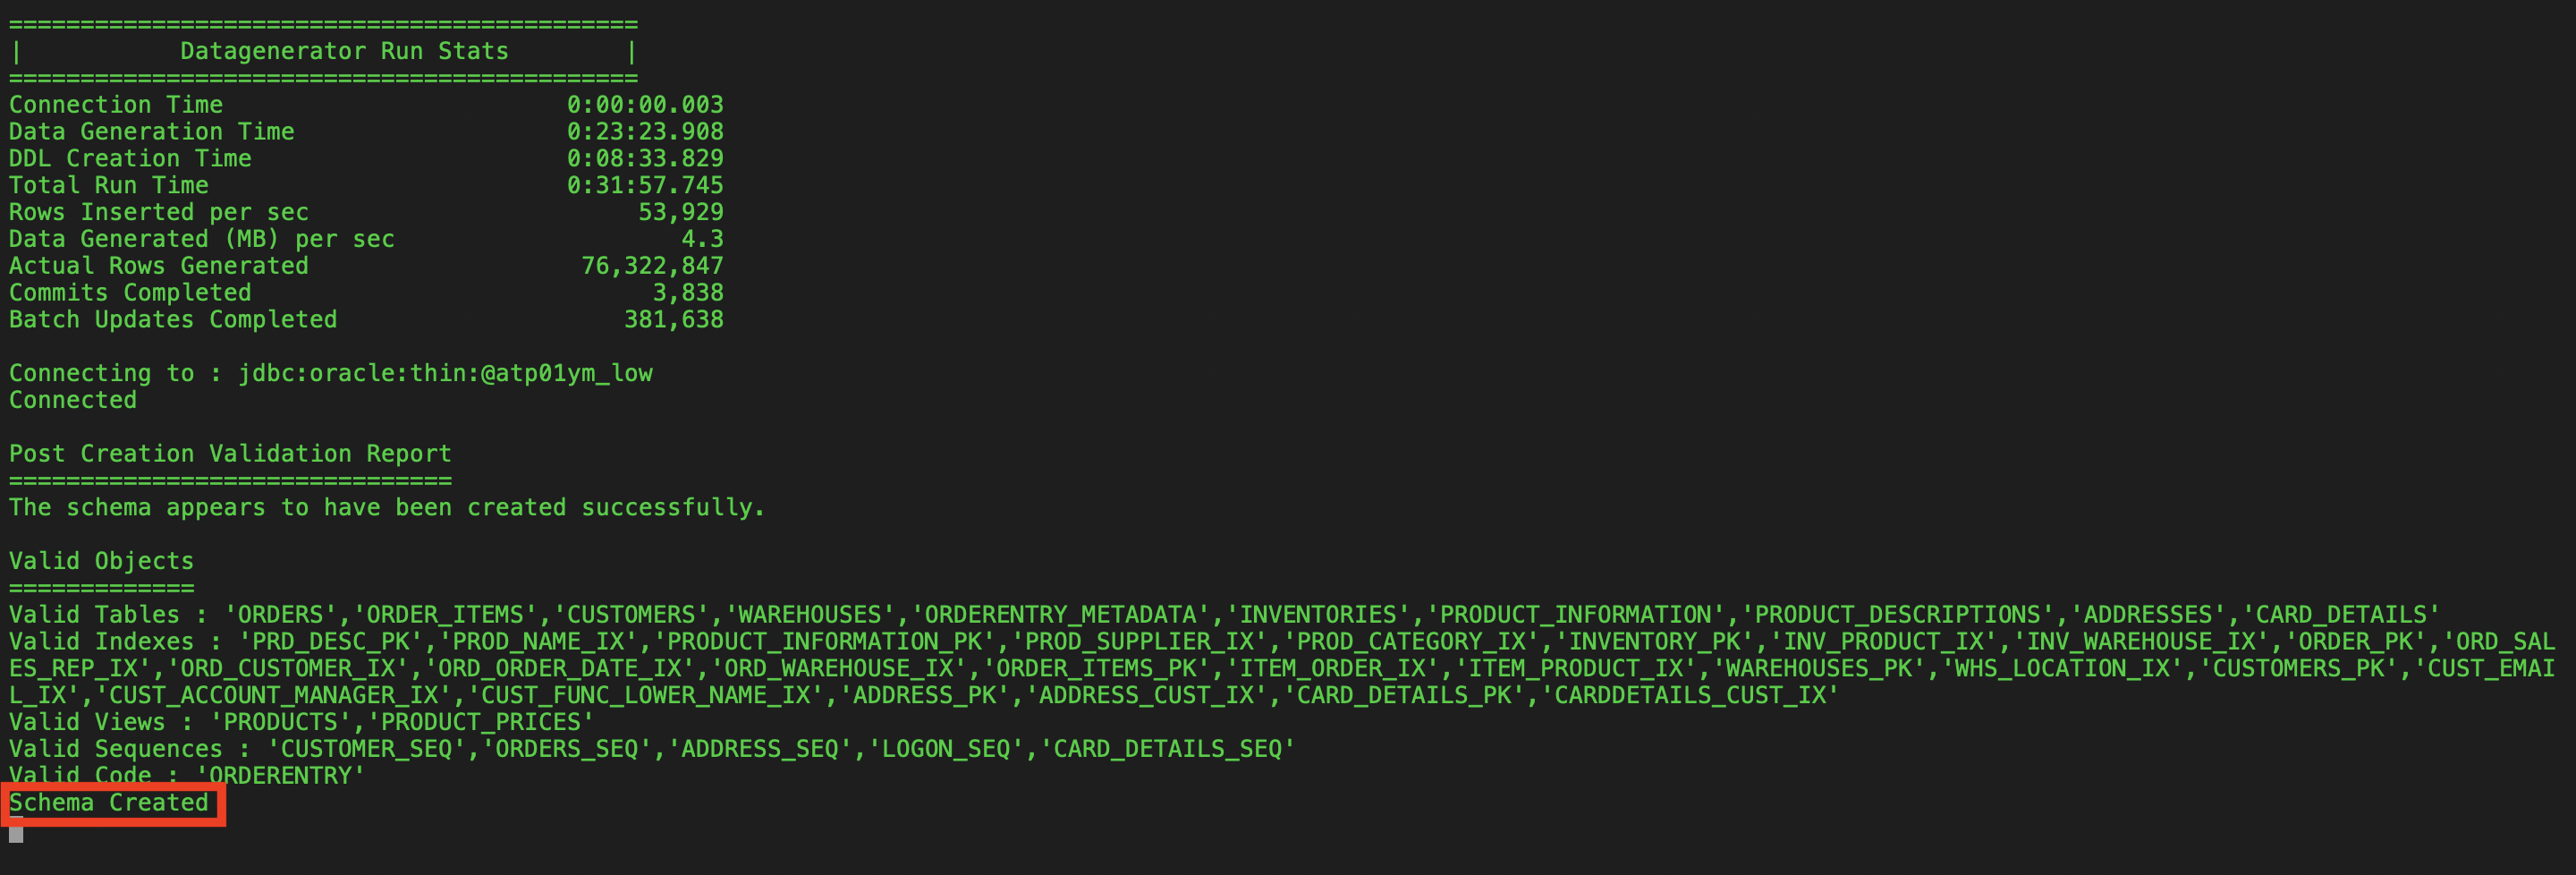 ============================================
|           Datagenerator Run Stats        |
============================================
Connection Time                        0:00:00.003
Data Generation Time                   0:23:23.908
DDL Creation Time                      0:08:33.829
Total Run Time                         0:31:57.745
Rows Inserted per sec                       53,929
Data Generated (MB) per sec                    4.3
Actual Rows Generated                   76,322,847
Commits Completed                            3,838
Batch Updates Completed                    381,638

Connecting to : jdbc:oracle:thin:@atp01ym_low
Connected

Post Creation Validation Report
===============================
The schema appears to have been created successfully.

Valid Objects
=============
Valid Tables : 'ORDERS','ORDER_ITEMS','CUSTOMERS','WAREHOUSES','ORDERENTRY_METADATA','INVENTORIES','PRODUCT_INFORMATION','PRODUCT_DESCRIPTIONS','ADDRESSES','CARD_DETAILS'
Valid Indexes : 'PRD_DESC_PK','PROD_NAME_IX','PRODUCT_INFORMATION_PK','PROD_SUPPLIER_IX','PROD_CATEGORY_IX','INVENTORY_PK','INV_PRODUCT_IX','INV_WAREHOUSE_IX','ORDER_PK','ORD_SAL
ES_REP_IX','ORD_CUSTOMER_IX','ORD_ORDER_DATE_IX','ORD_WAREHOUSE_IX','ORDER_ITEMS_PK','ITEM_ORDER_IX','ITEM_PRODUCT_IX','WAREHOUSES_PK','WHS_LOCATION_IX','CUSTOMERS_PK','CUST_EMAI
L_IX','CUST_ACCOUNT_MANAGER_IX','CUST_FUNC_LOWER_NAME_IX','ADDRESS_PK','ADDRESS_CUST_IX','CARD_DETAILS_PK','CARDDETAILS_CUST_IX'
Valid Views : 'PRODUCTS','PRODUCT_PRICES'
Valid Sequences : 'CUSTOMER_SEQ','ORDERS_SEQ','ADDRESS_SEQ','LOGON_SEQ','CARD_DETAILS_SEQ'
Valid Code : 'ORDERENTRY'
Schema Created